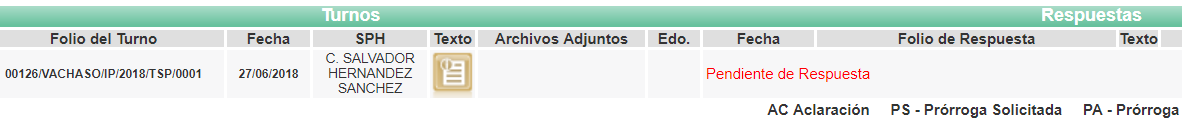 Turnos Respuestas
Folio del Turno Fecha SPH Texto Archivos Adjuntos Edo. Fecha Folio de Respuesta Texto
00126/VACHASO/IP/2018/TSP/0001 27/06/2018 C. SALVADOR HERNANDEZ SANCHEZ Pendiente de Respuesta
AC Aclaración PS - Prórroga Solicitada PA - Prórroga